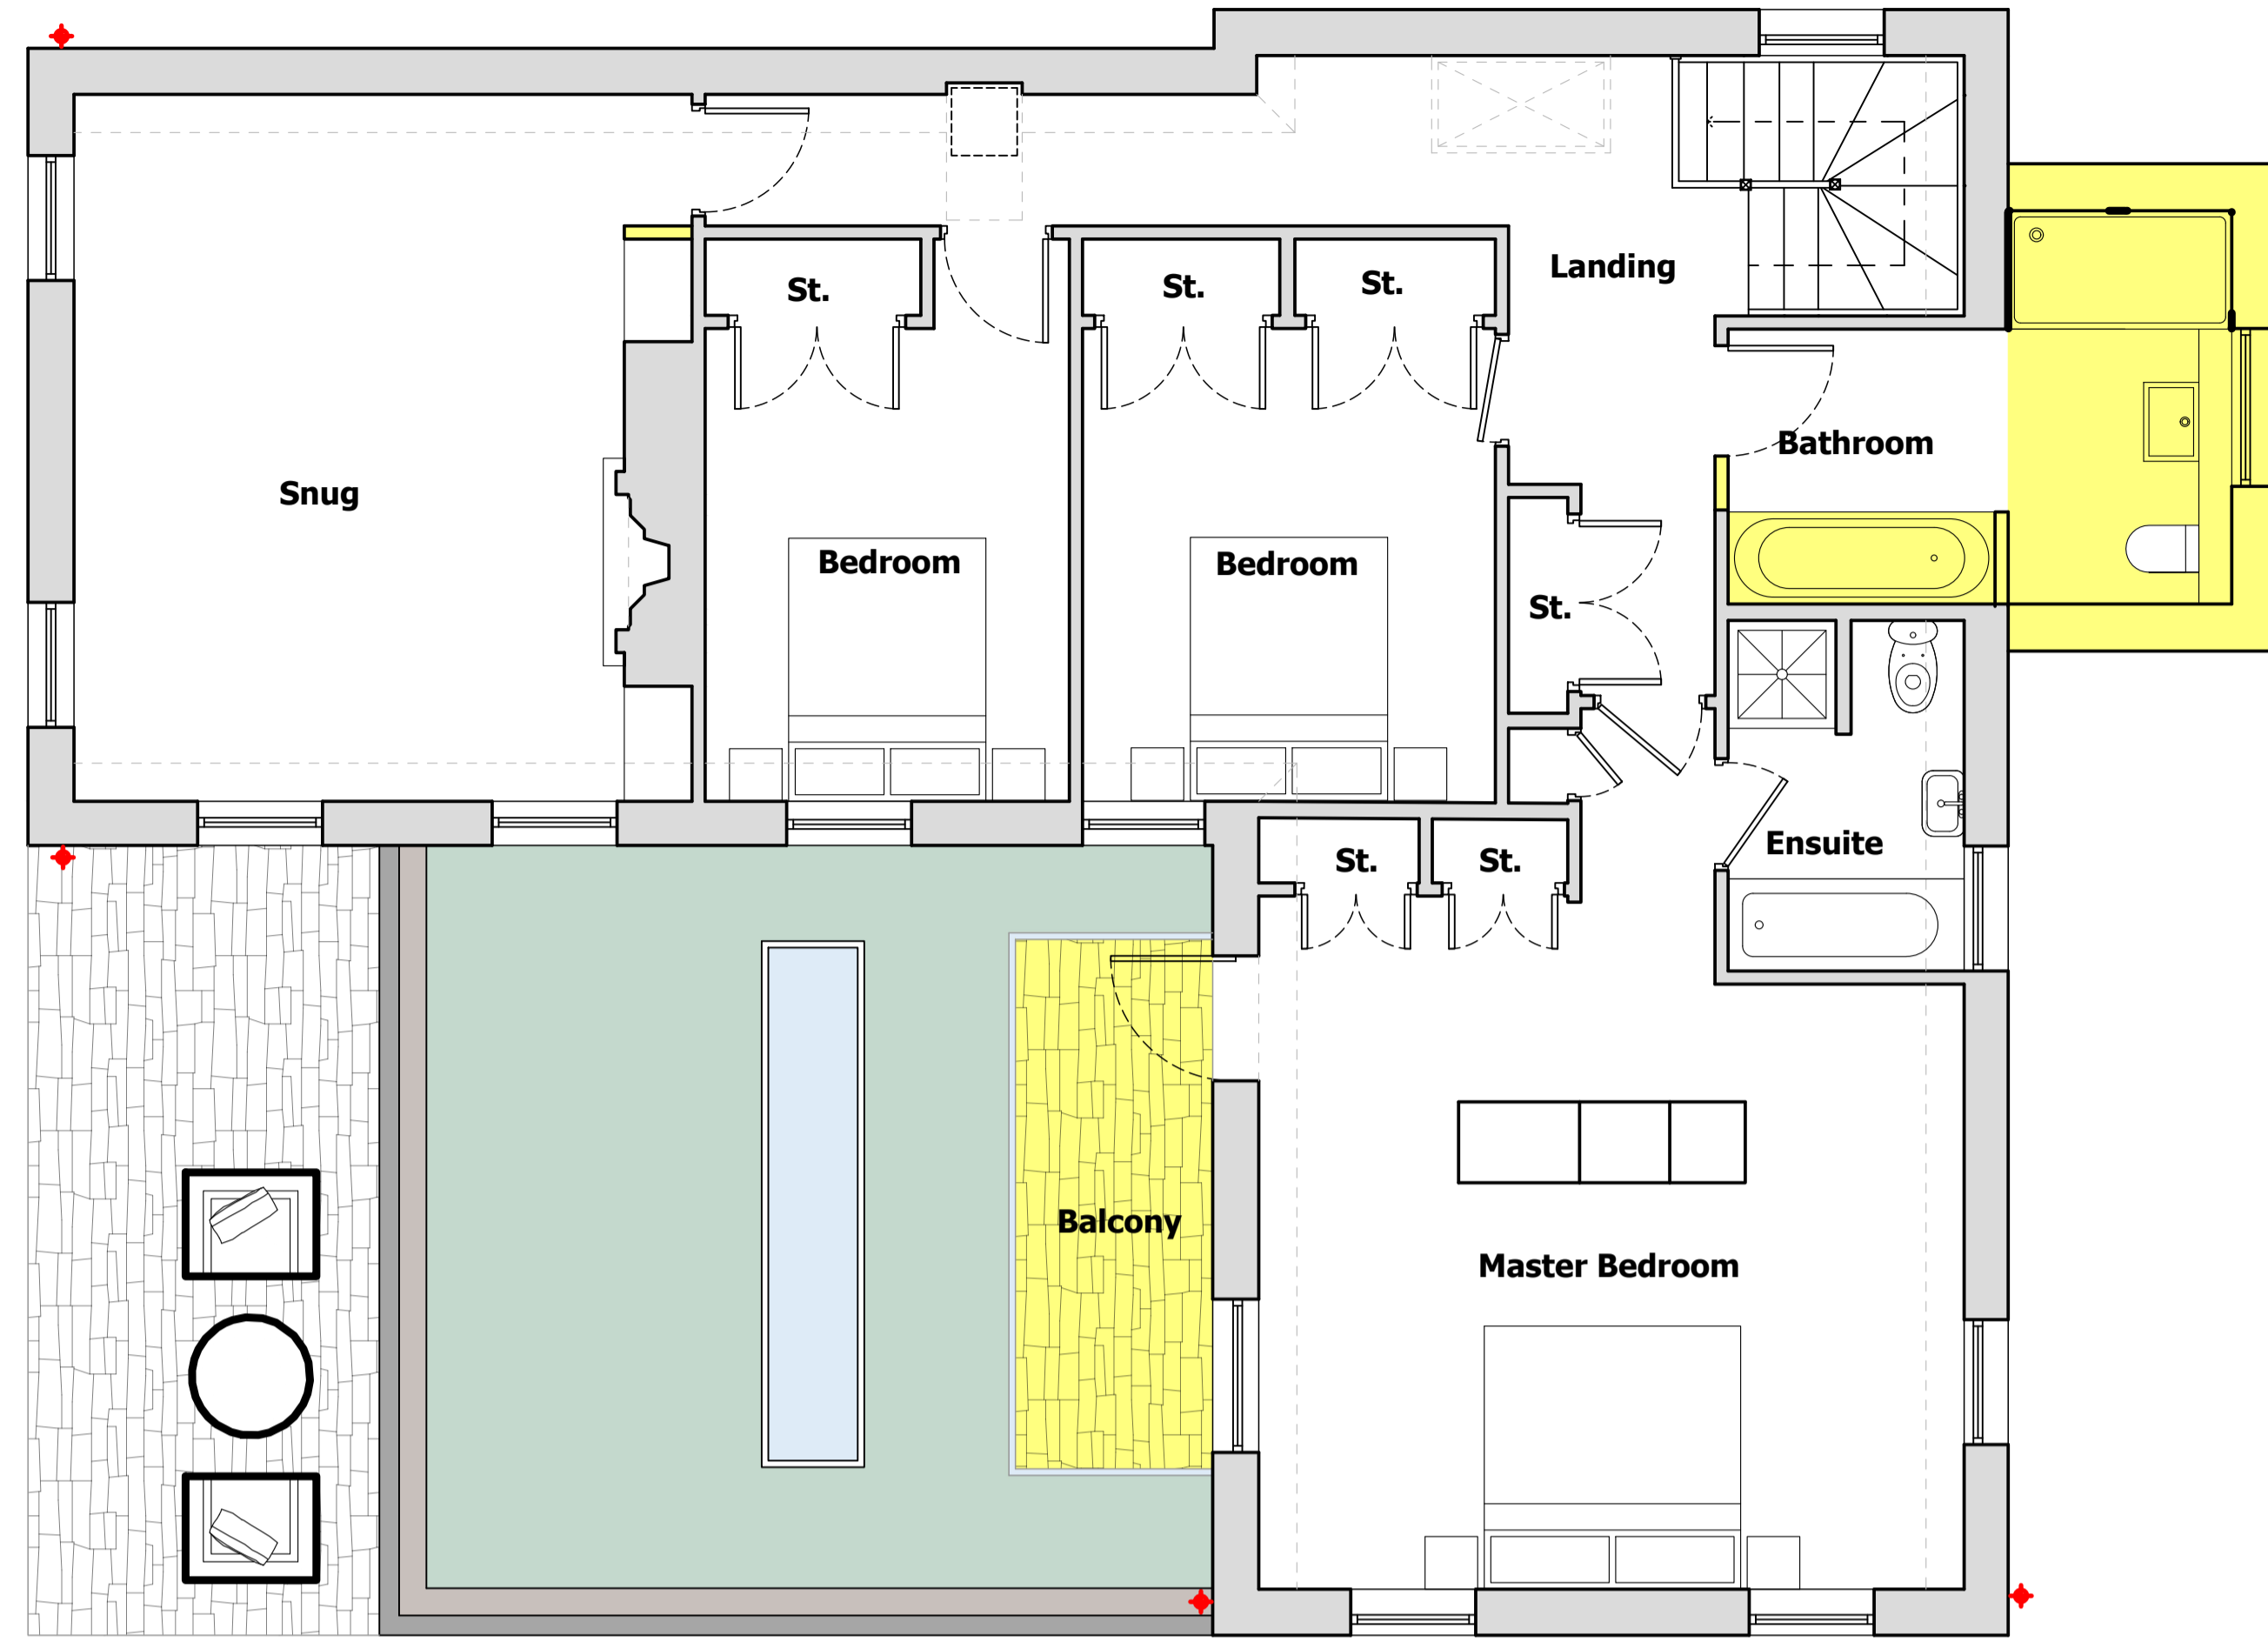 Landing
St.
St.
St.
Bathroom
Snug
Bedroom
Bedroom
St.
Ensuite
St.
St.
Balcony
Master Bedroom